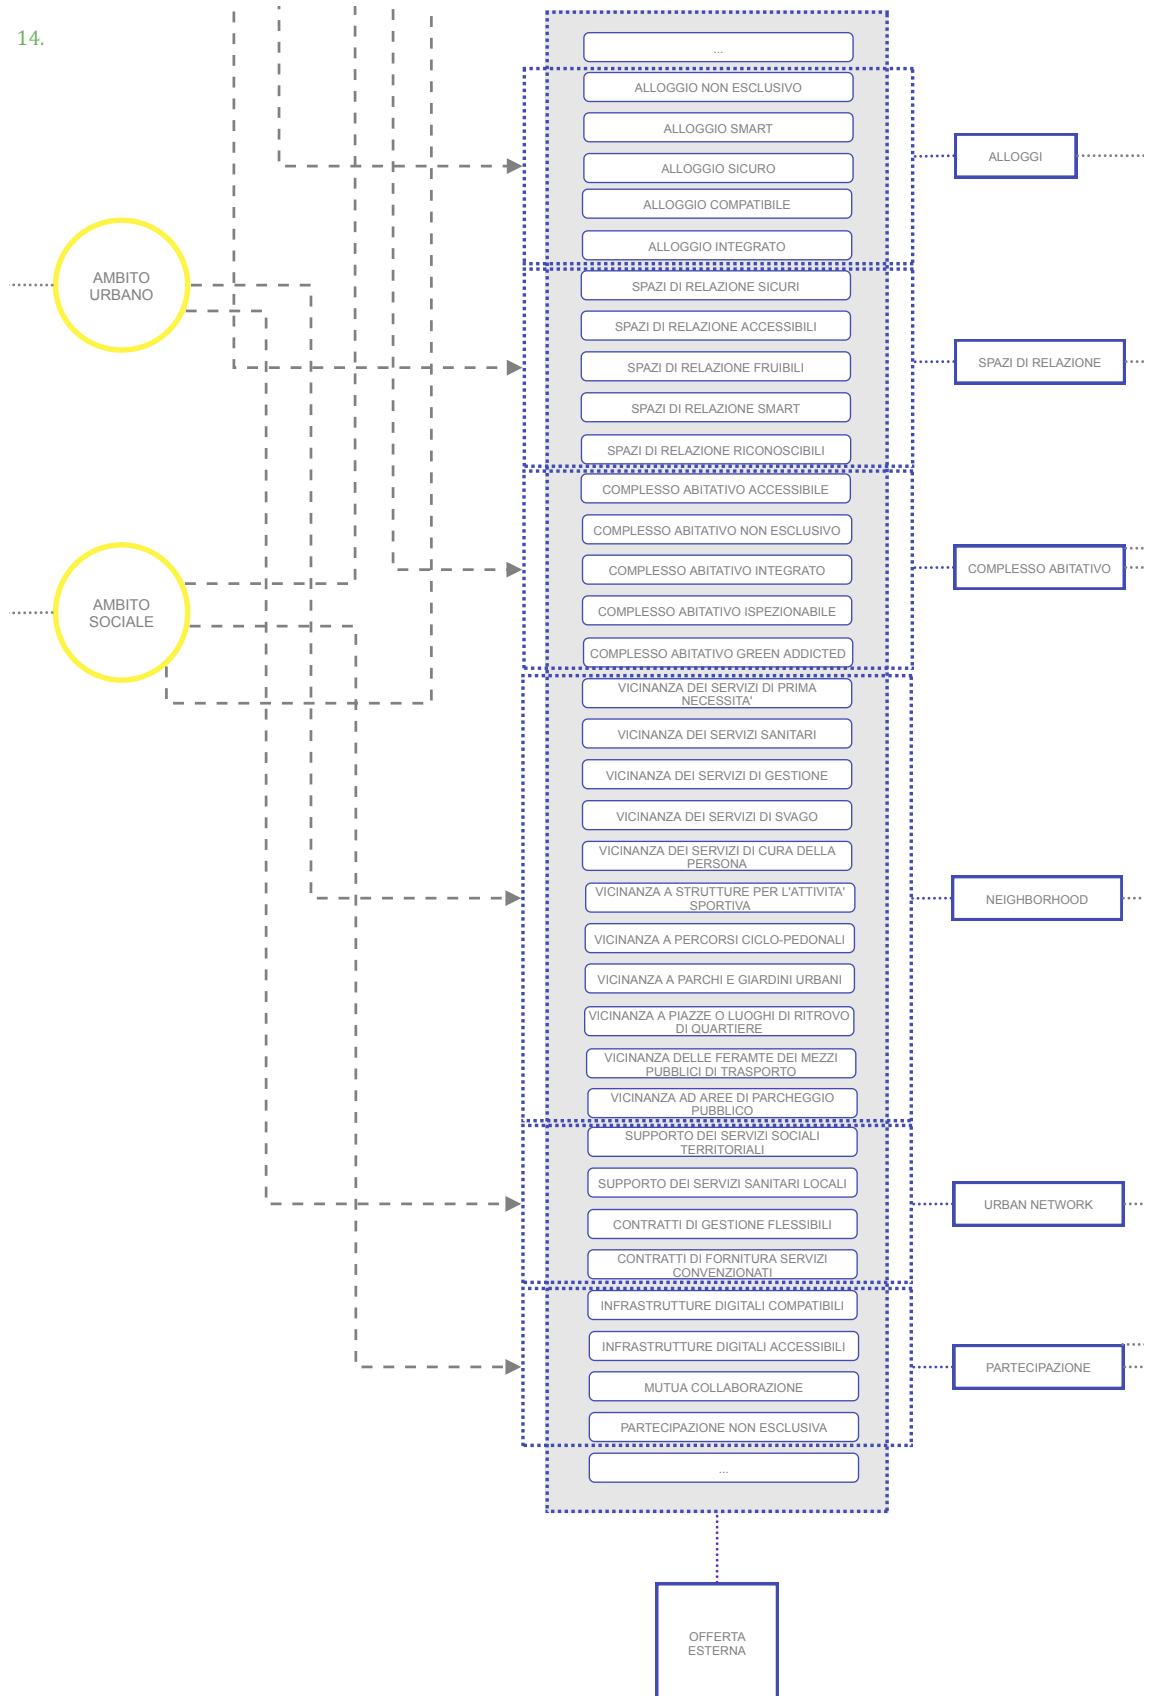 14.
...
ALLOGGIO NON ESCLUSIVO
ALLOGGIO SMART
ALLOGGIO SICURO
ALLOGGIO COMPATIBILE
ALLOGGIO INTEGRATO
ALLOGGI
AMBITO
URBANO
SPAZI DI RELAZIONE SICURI
SPAZI DI RELAZIONE ACCESSIBILI
SPAZI DI RELAZIONE FRUIBILI
SPAZI DI RELAZIONE SMART
SPAZI DI RELAZIONE RICONOSCIBILI
SPAZI DI RELAZIONE
COMPLESSO ABITATIVO ACCESSIBILE
COMPLESSO ABITATIVO NON ESCLUSIVO
COMPLESSO ABITATIVO INTEGRATO
COMPLESSO ABITATIVO ISPEZIONABILE
COMPLESSO ABITATIVO GREEN ADDICTED
COMPLESSO ABITATIVO
AMBITO
SOCIALE
VICINANZA DEI SERVIZI DI PRIMA
NECESSITA'
VICINANZA DEI SERVIZI SANITARI
VICINANZA DEI SERVIZI DI GESTIONE
VICINANZA DEI SERVIZI DI SVAGO
VICINANZA DEI SERVIZI DI CURA DELLA
PERSONA
VICINANZA A STRUTTURE PER L'ATTIVITA'
SPORTIVA
VICINANZA A PERCORSI CICLO-PEDONALI
VICINANZA A PARCHI E GIARDINI URBANI
VICINANZA A PIAZZE O LUOGHI DI RITROVO
DI QUARTIERE
VICINANZA DELLE FERAMTE DEI MEZZI
PUBBLICI DI TRASPORTO
VICINANZA AD AREE DI PARCHEGGIO
PUBBLICO
NEIGHBORHOOD
SUPPORTO DEI SERVIZI SOCIALI
TERRITORIALI
SUPPORTO DEI SERVIZI SANITARI LOCALI
CONTRATTI DI GESTIONE FLESSIBILI
CONTRATTI DI FORNITURA SERVIZI
CONVENZIONATI
URBAN NETWORK
INFRASTRUTTURE DIGITALI COMPATIBILI
INFRASTRUTTURE DIGITALI ACCESSIBILI
MUTUA COLLABORAZIONE
PARTECIPAZIONE NON ESCLUSIVA
PARTECIPAZIONE
...
OFFERTA
ESTERNA